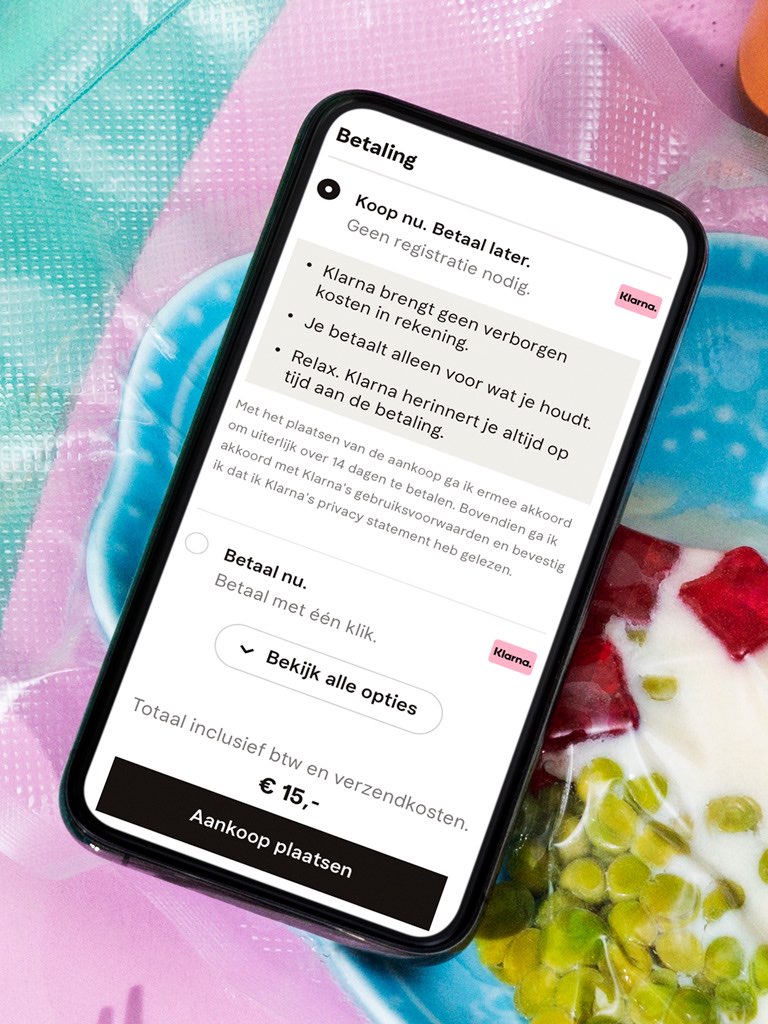 Betaling
Koop nu. Betaal later.
Geen registratie nodig.
Klarna.
• Klarna brengt geen verborgen
kosten in rekening.
• Je betaalt alleen voor wat je houdt.
• Relax. Klarna herinnert je altijd op
tijd aan de betaling.
Met het plaatsen van de aankoop ga ik ermee akkoord
om uiterlijk over 14 dagen te betalen. Bovendien ga ik
akkoord met Klarna's gebruiksvoorwaarden en bevestig
ik dat ik Klarna's privacy statement heb gelezen.
Betaal nu.
Betaal met één klik.
Klarna.
Bekijk alle opties
Totaal inclusief btw en verzendkosten.
€ 15,-
Aankoop plaatsen